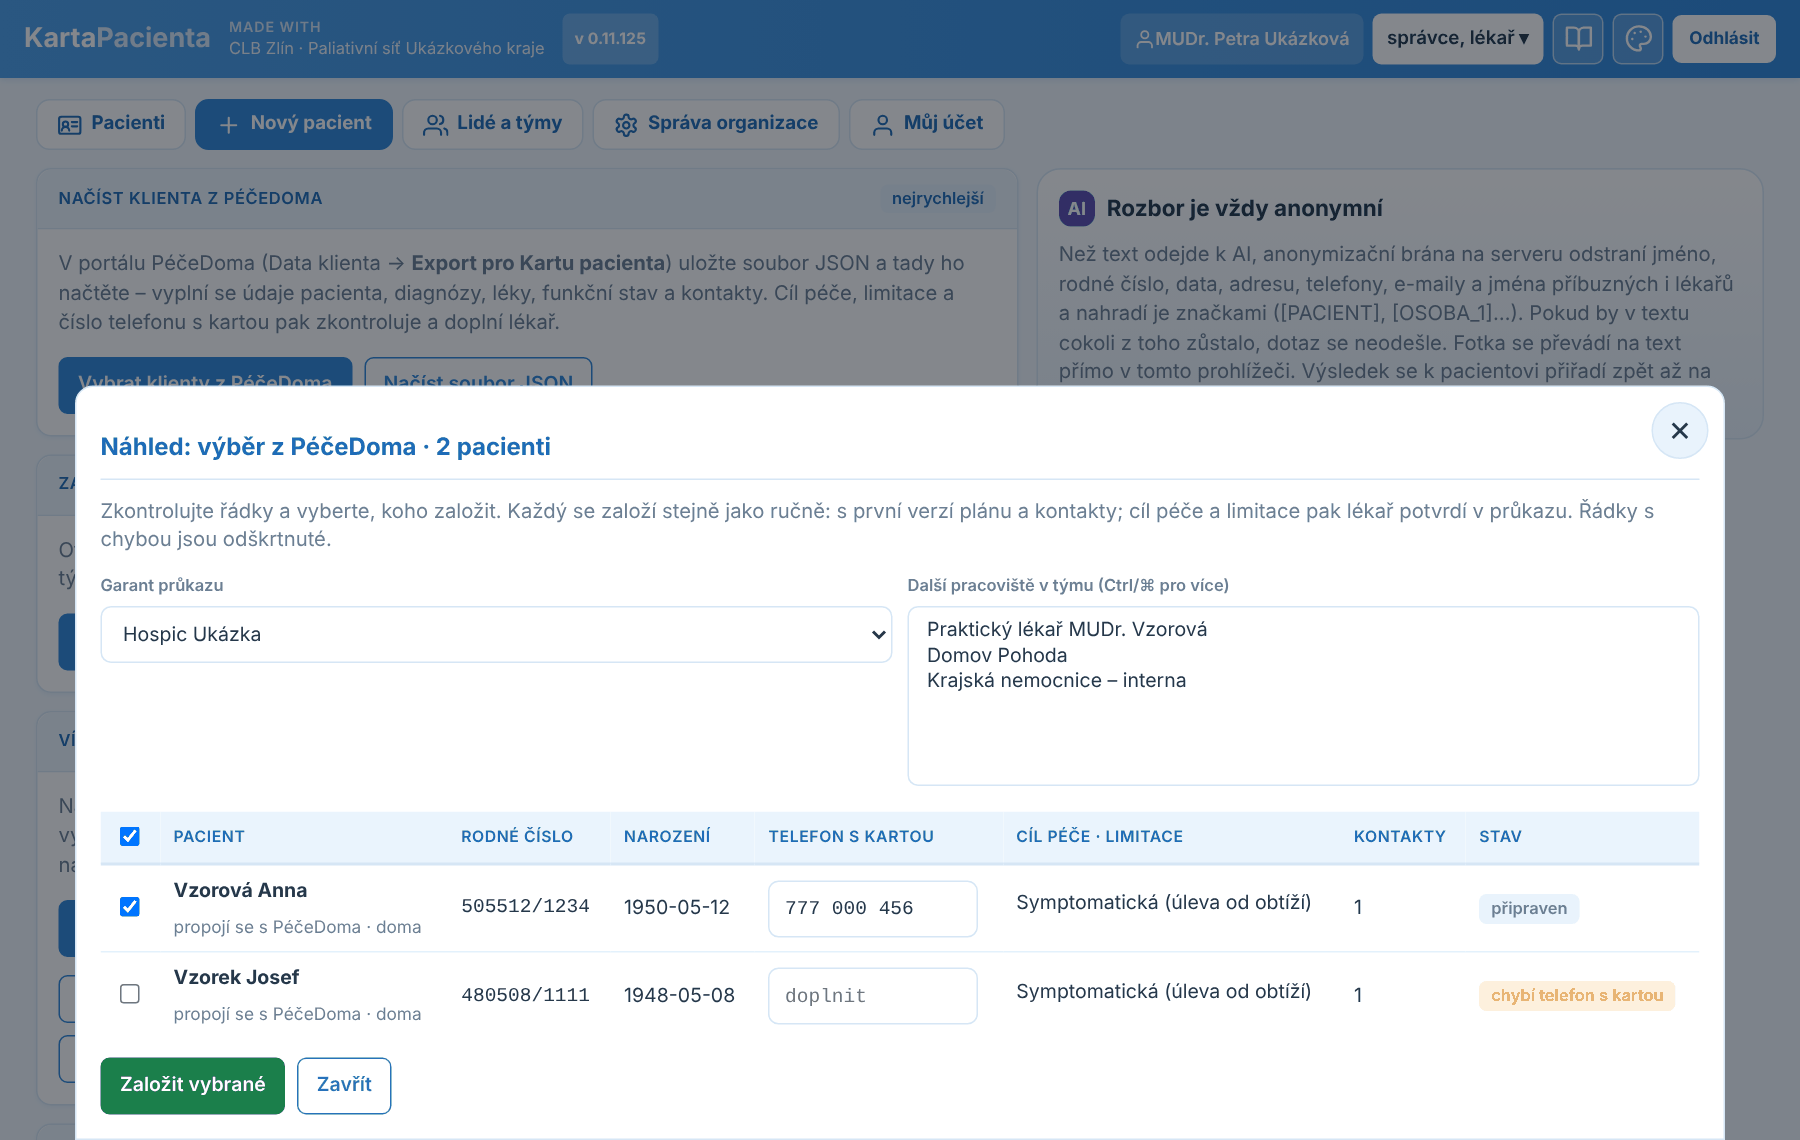 KartaPacienta
MADE WITH
CLB Zlín · Paliativní síť Ukázkového kraje
v 0.11.125
MUDr. Petra Ukázková
správce, lékař ▾
Odhlásit
Pacienti
Nový pacient
Lidé a týmy
Správa organizace
Můj účet
NAČÍST KLIENTA Z PÉČEDOMA
nejrychlejší
V portálu PéčeDoma (Data klienta → Export pro Kartu pacienta) uložte soubor JSON a tady ho
načtěte – vyplní se údaje pacienta, diagnózy, léky, funkční stav a kontakty. Cíl péče, limitace a
číslo telefonu s kartou pak zkontroluje a doplní lékař.
Vybrat klienty z PéčeDoma
Načíst soubor JSON
AI
Rozbor je vždy anonymní
Než text odejde k AI, anonymizační brána na serveru odstraní jméno,
rodné číslo, data, adresu, telefony, e-maily a jména příbuzných i lékařů
a nahradí je značkami ([PACIENT], [OSOBA_1]…). Pokud by v textu
cokoli z toho zůstalo, dotaz se neodešle. Fotka se převádí na text
přímo v tomto prohlížeči. Výsledek se k pacientovi přiřadí zpět až na
Náhled: výběr z PéčeDoma · 2 pacienti
Zkontrolujte řádky a vyberte, koho založit. Každý se založí stejně jako ručně: s první verzí plánu a kontakty; cíl péče a limitace pak lékař potvrdí v průkazu. Řádky s
chybou jsou odškrtnuté.
Garant průkazu
Hospic Ukázka
Další pracoviště v týmu (Ctrl/⌘ pro více)
Praktický lékař MUDr. Vzorová
Domov Pohoda
Krajská nemocnice – interna
PACIENT RODNÉ ČÍSLO NAROZENÍ TELEFON S KARTOU CÍL PÉČE · LIMITACE KONTAKTY STAV
Vzorová Anna
propojí se s PéčeDoma · doma
505512/1234 1950-05-12 777 000 456 Symptomatická (úleva od obtíží) 1 připraven
Vzorek Josef
propojí se s PéčeDoma · doma
480508/1111 1948-05-08 doplnit Symptomatická (úleva od obtíží) 1 chybí telefon s kartou
Založit vybrané
Zavřít